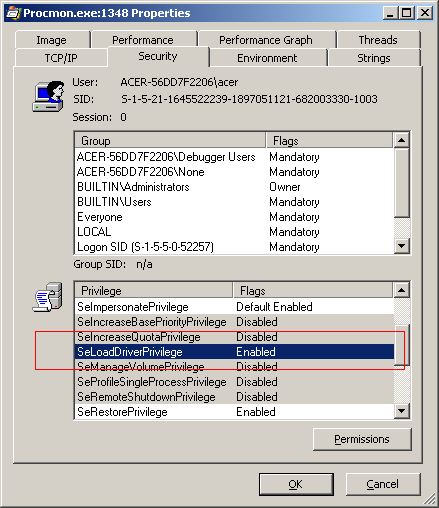 Procmon.exe:1348 Properties
Image Performance Performance Graph Threads
TCP/IP Security Environment Strings
User: ACER-56DD7F2206\acer
SID: S-1-5-21-1645522239-1897051121-682003330-1003
Session: 0
Group Flags
ACER-56DD7F2206\Debugger Users Mandatory
ACER-56DD7F2206\None Mandatory
BUILTIN\Administrators Owner
BUILTIN\Users Mandatory
Everyone Mandatory
LOCAL Mandatory
Logon SID (S-1-5-5-0-52257) Mandatory
Group SID: n/a
Privilege Flags
SeImpersonatePrivilege Default Enabled
SeIncreaseBasePriorityPrivilege Disabled
SeIncreaseQuotaPrivilege Disabled
SeLoadDriverPrivilege Enabled
SeManageVolumePrivilege Disabled
SeProfileSingleProcessPrivilege Disabled
SeRemoteShutdownPrivilege Disabled
SeRestorePrivilege Enabled
Permissions
OK Cancel